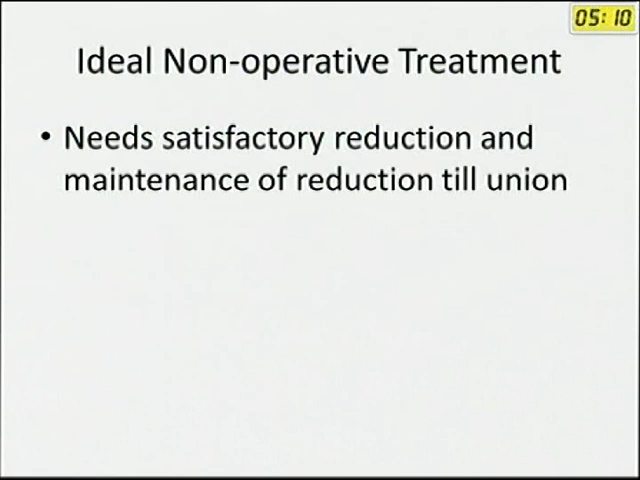 05: 10
Ideal Non-operative Treatment
• Needs satisfactory reduction and
maintenance of reduction till union